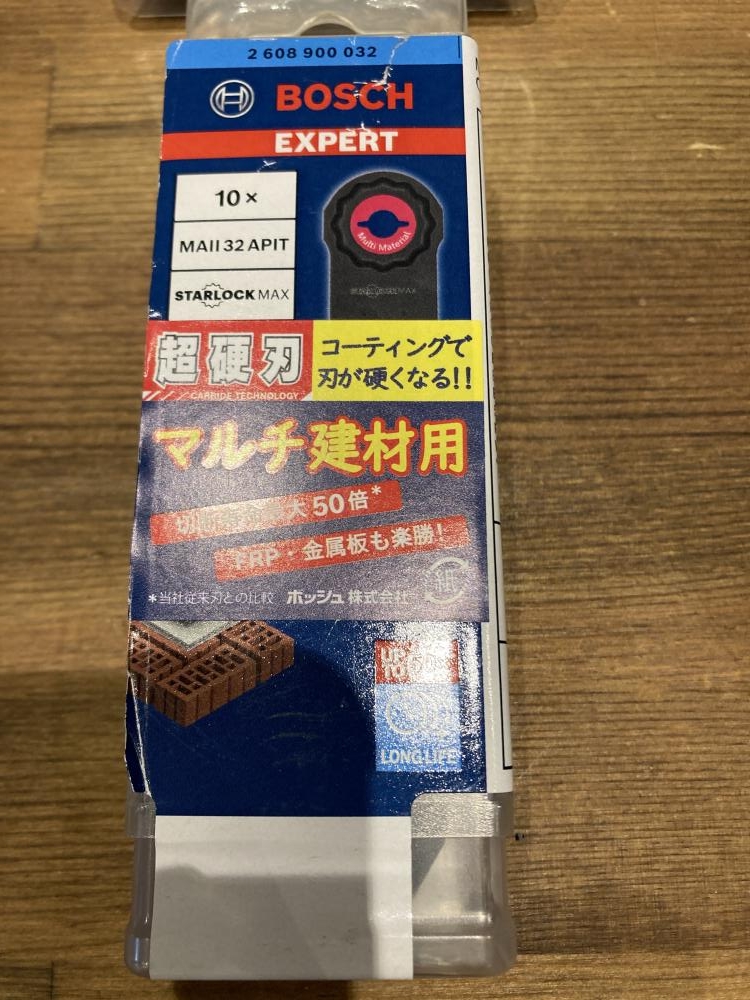 2 608 900 032
BOSCH
EXPERT
10×
MAII 32 APIT
STARLOCK MAX
Multi Material
超硬刃
CARBIDE TECHNOLOGY
コーティングで
刃が硬くなる!!
マルチ建材用
50倍*
FRP・金属板も楽勝!
*当社従来刃との比較 ボッシュ株式会社
紙
UP
TO
LONG LIFE